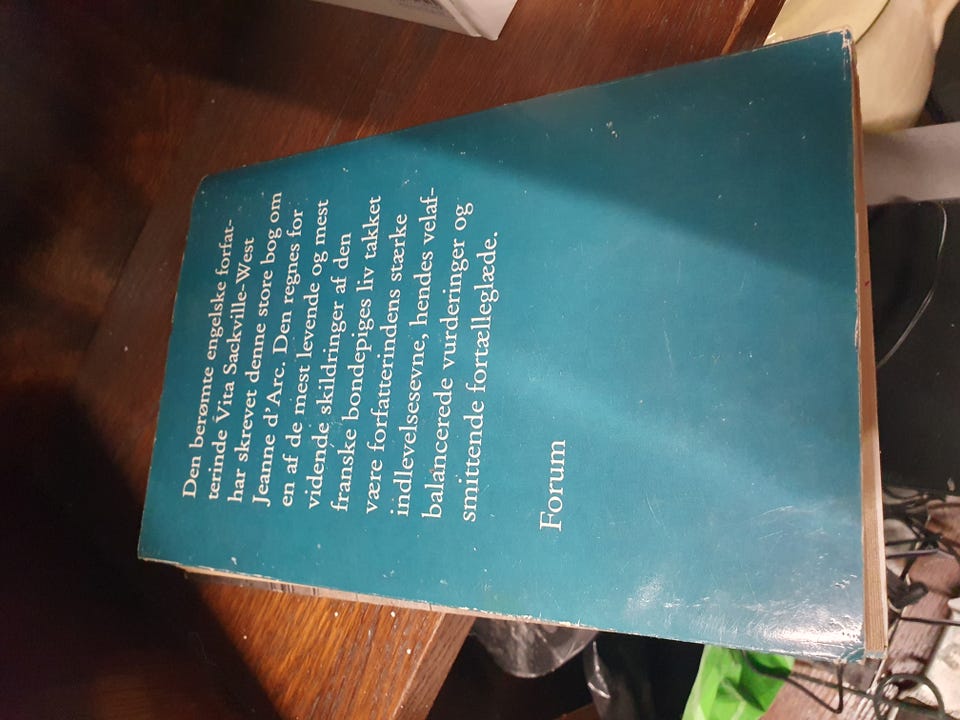 Den berømte engelske forfat-
terinde Vita Sackville-West
har skrevet denne store bog om
Jeanne d'Arc. Den regnes for
en af de mest levende og mest
vidende skildringer af den
franske bondepiges liv takket
være forfatterindens stærke
indlevelsesevne, hendes velaf-
balancerede vurderinger og
smittende fortælleglæde.
Forum